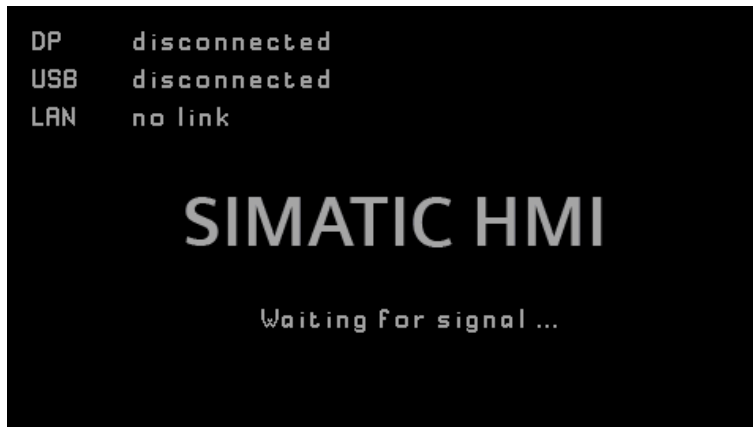 DP disconnected
USB disconnected
LAN no link
SIMATIC HMI
Waiting for signal ...